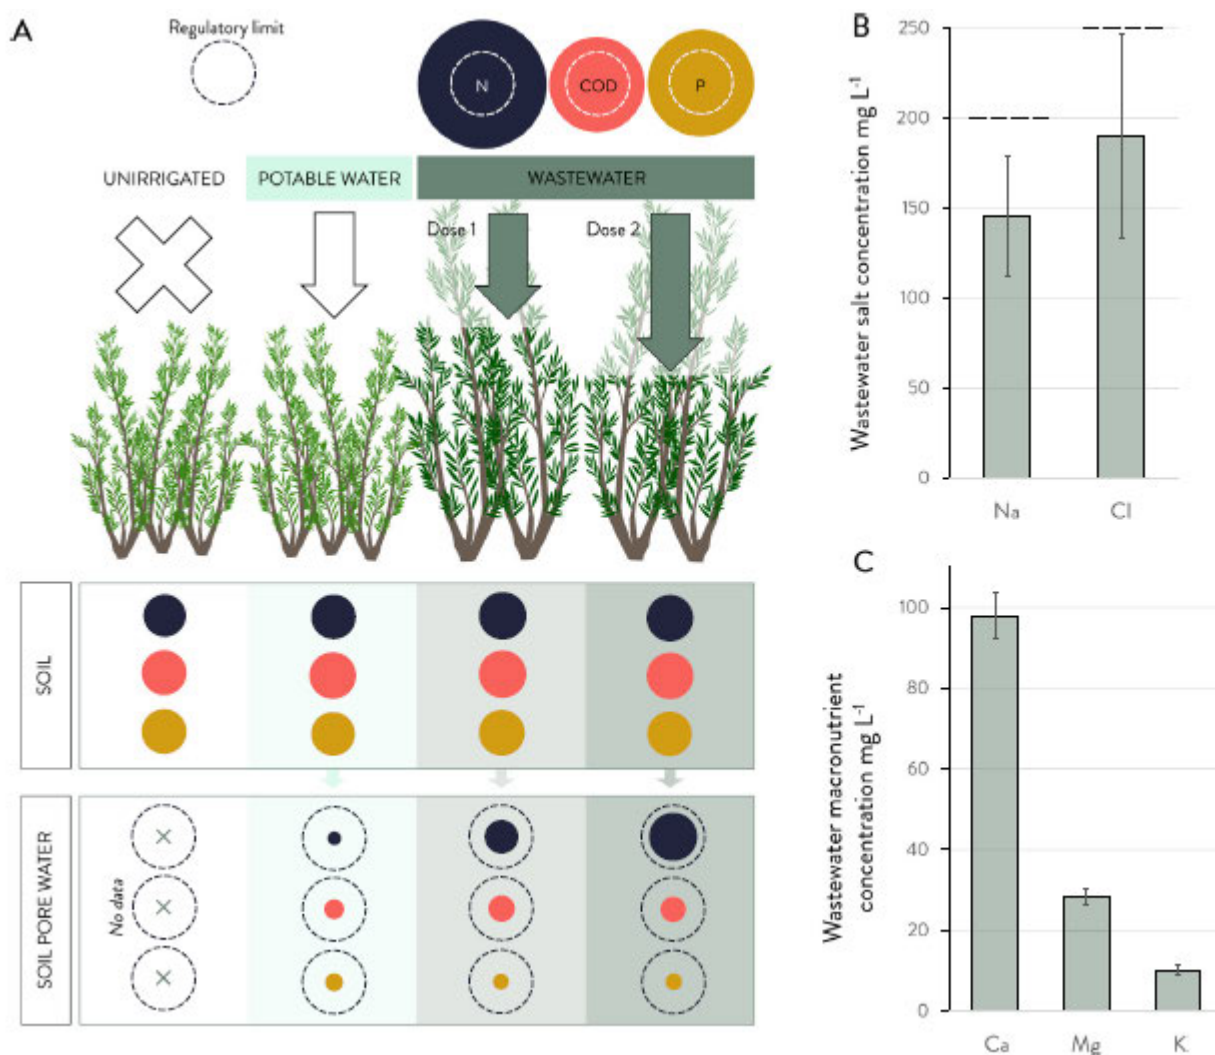 A
Regulatory limit
N
COD
P
UNIRRIGATED
POTABLE WATER
WASTEWATER
Dose 1
Dose 2
SOIL
SOIL PORE WATER
No data
B
Wastewater salt concentration mg L⁻¹
250
200
150
100
50
0
Na
Cl
C
Wastewater macronutrient
concentration mg L⁻¹
100
80
60
40
20
0
Ca
Mg
K